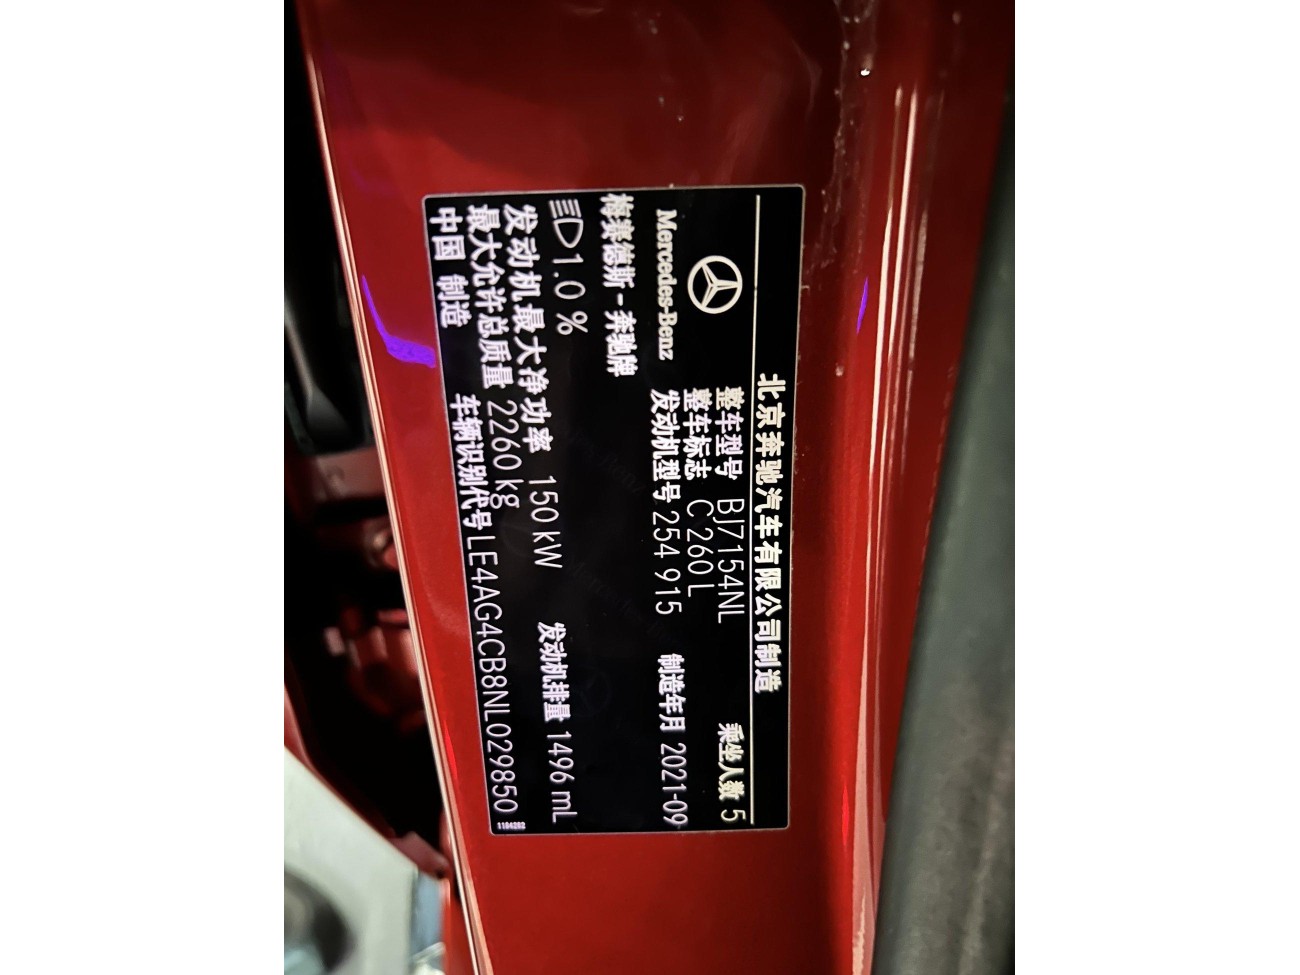 北京奔驰汽车有限公司制造
Mercedes-Benz
整车型号 BJ7154NL 乘坐人数 5
整车标志 C 260 L
发动机型号 254 915 制造年月 2021-09
梅赛德斯-奔驰牌
1.0 %
发动机最大净功率 150 kW 发动机排量 1496 mL
最大允许总质量 2260 kg
中国 制造 车辆识别代号 LE4AG4CB8NL029850